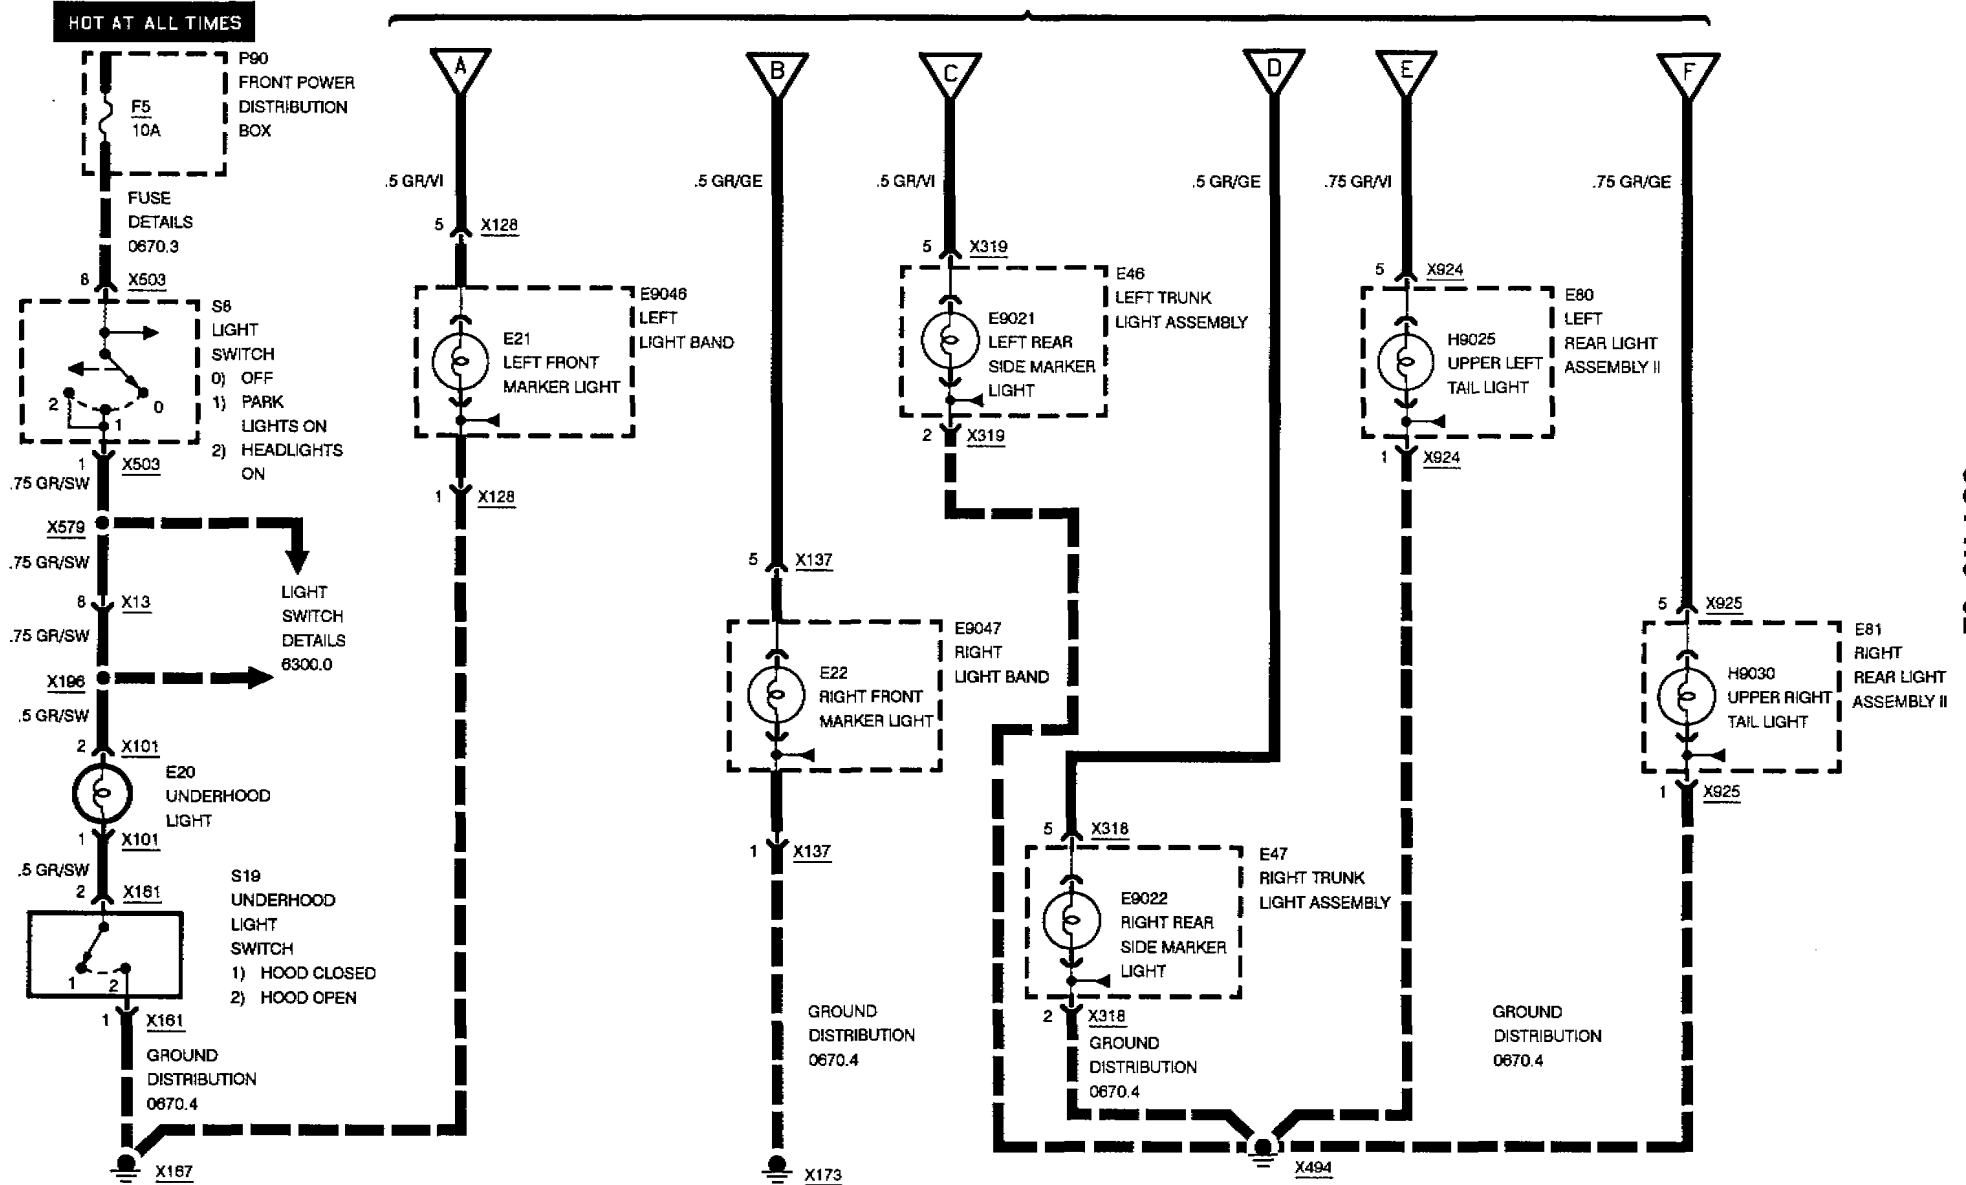 HOT AT ALL TIMES
P90
FRONT POWER
DISTRIBUTION
BOX
F5
10A
FUSE
DETAILS
0670.3
8 X503
S8
LIGHT
SWITCH
0) OFF
1) PARK
LIGHTS ON
2) HEADLIGHTS
ON
2
0
1
1 X503
.75 GR/SW
X579
.75 GR/SW
LIGHT
SWITCH
DETAILS
6300.0
8 X13
.75 GR/SW
X196
.5 GR/SW
2 X101
E20
UNDERHOOD
LIGHT
1 X101
.5 GR/SW
2 X161
S19
UNDERHOOD
LIGHT
SWITCH
1) HOOD CLOSED
2) HOOD OPEN
1
2
1 X161
GROUND
DISTRIBUTION
0670.4
X167
A
.5 GR/VI
5 X128
E9046
LEFT
LIGHT BAND
E21
LEFT FRONT
MARKER LIGHT
1 X128
B
.5 GR/GE
5 X137
E9047
RIGHT
LIGHT BAND
E22
RIGHT FRONT
MARKER LIGHT
1 X137
GROUND
DISTRIBUTION
0670.4
X173
C
.5 GR/VI
5 X319
E46
LEFT TRUNK
LIGHT ASSEMBLY
E9021
LEFT REAR
SIDE MARKER
LIGHT
2 X319
D
.5 GR/GE
5 X318
E47
RIGHT TRUNK
LIGHT ASSEMBLY
E9022
RIGHT REAR
SIDE MARKER
LIGHT
2 X318
GROUND
DISTRIBUTION
0670.4
E
.75 GR/VI
5 X924
E80
LEFT
REAR LIGHT
ASSEMBLY II
H9025
UPPER LEFT
TAIL LIGHT
1 X924
F
.75 GR/GE
5 X925
E81
RIGHT
REAR LIGHT
ASSEMBLY II
H9030
UPPER RIGHT
TAIL LIGHT
1 X925
GROUND
DISTRIBUTION
0670.4
X494